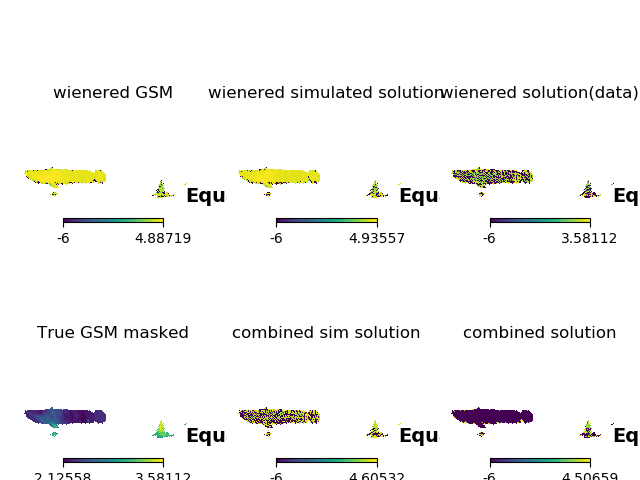 wienered GSM wienered simulated solution wienered solution(data)
Equ Equ Eq
-6 4.88719 -6 4.93557 -6 3.58112
True GSM masked combined sim solution combined solution
Equ Equ Eq
2.12558 3.58112 -6 4.60532 -6 4.50659